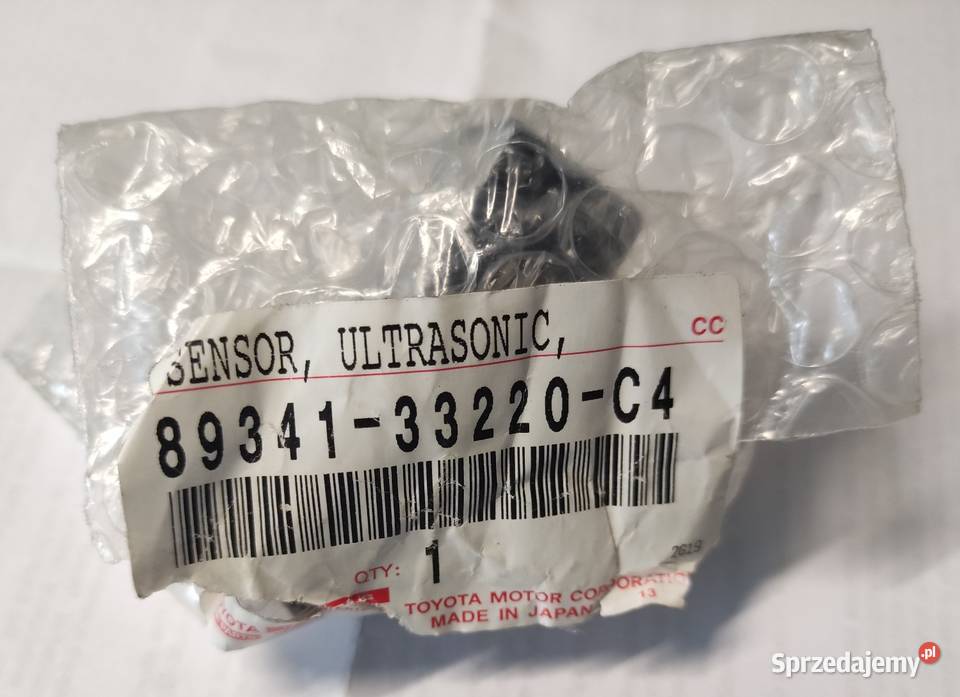 SENSOR, ULTRASONIC,
CC
89341-33220-C4
QTY: 1
2619
TOYOTA MOTOR CORPORATION
13
MADE IN JAPAN
Sprzedajemy.pl